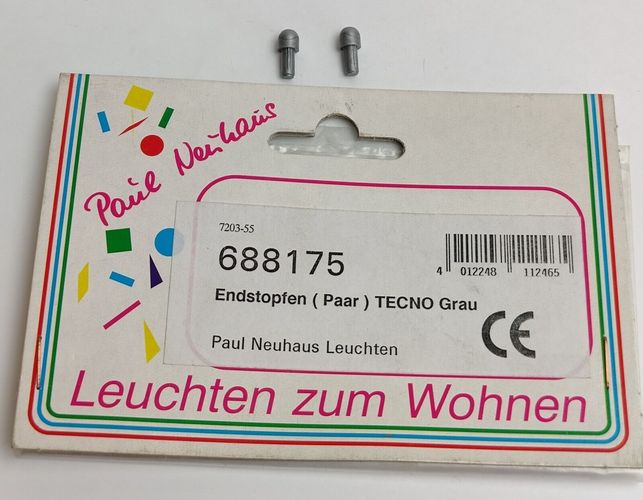 Paul Neuhaus
7203-55
688175
4 012248 112465
Endstopfen ( Paar ) TECNO Grau
CE
Paul Neuhaus Leuchten
Leuchten zum Wohnen